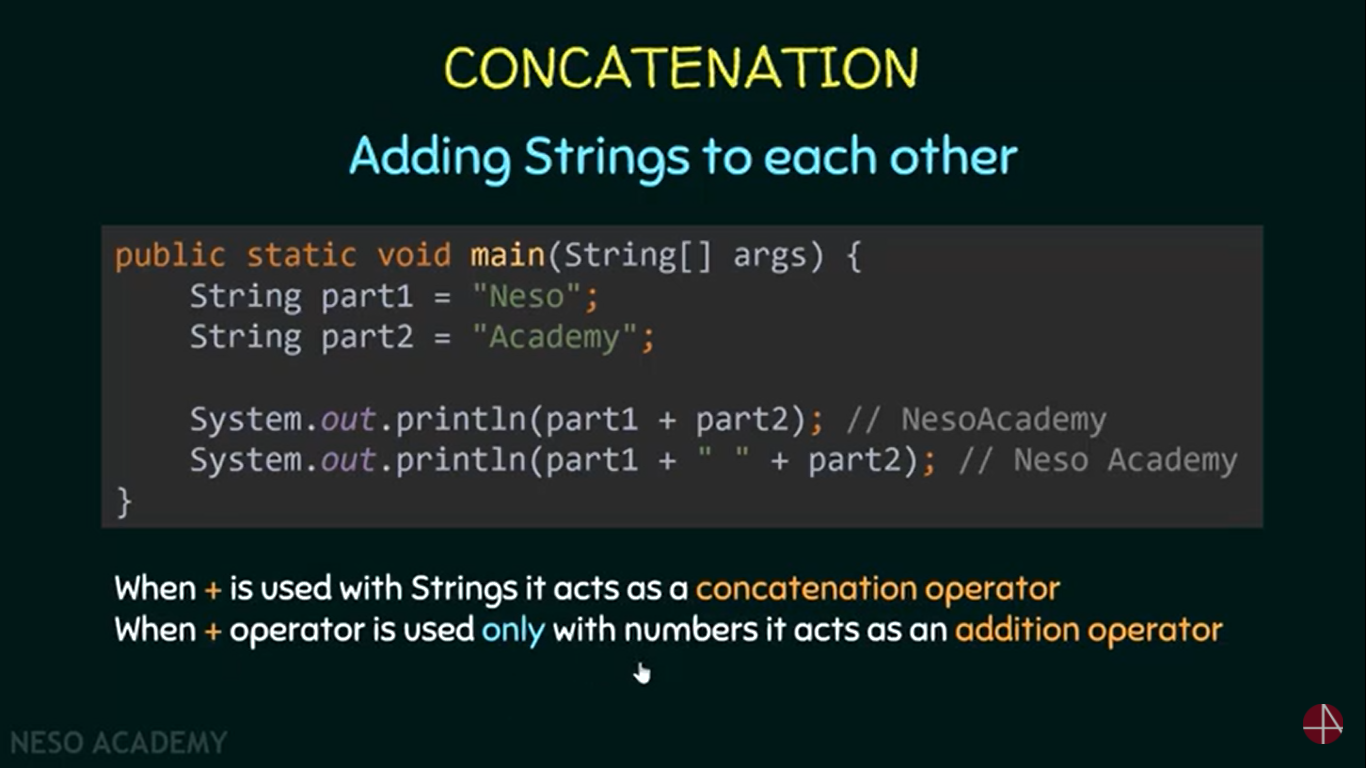 CONCATENATION
Adding Strings to each other
public static void main(String[] args) {
    String part1 = "Neso";
    String part2 = "Academy";
    System.out.println(part1 + part2); // NesoAcademy
    System.out.println(part1 + " " + part2); // Neso Academy
}
When + is used with Strings it acts as a concatenation operator
When + operator is used only with numbers it acts as an addition operator
NESO ACADEMY